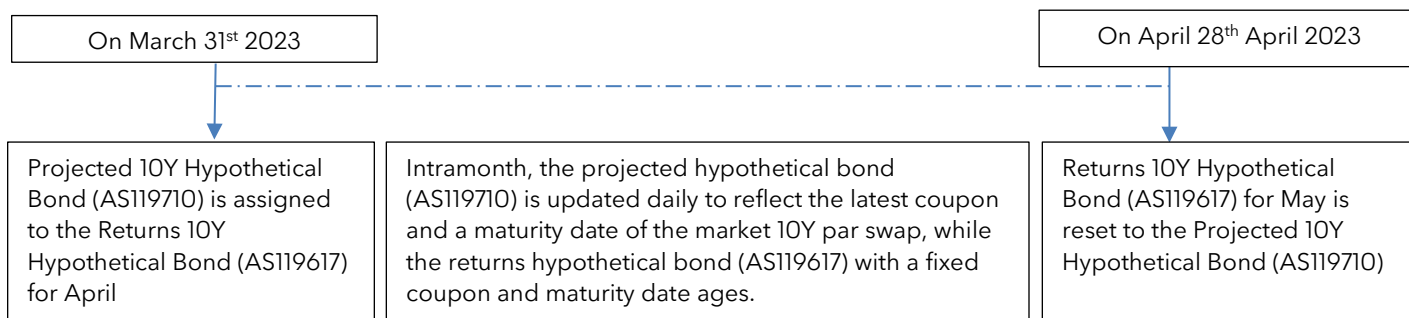 On March 31st 2023
On April 28th April 2023
Projected 10Y Hypothetical
Bond (AS119710) is assigned
to the Returns 10Y
Hypothetical Bond (AS119617)
for April
Intramonth, the projected hypothetical bond
(AS119710) is updated daily to reflect the latest coupon
and a maturity date of the market 10Y par swap, while
the returns hypothetical bond (AS119617) with a fixed
coupon and maturity date ages.
Returns 10Y Hypothetical
Bond (AS119617) for May is
reset to the Projected 10Y
Hypothetical Bond (AS119710)